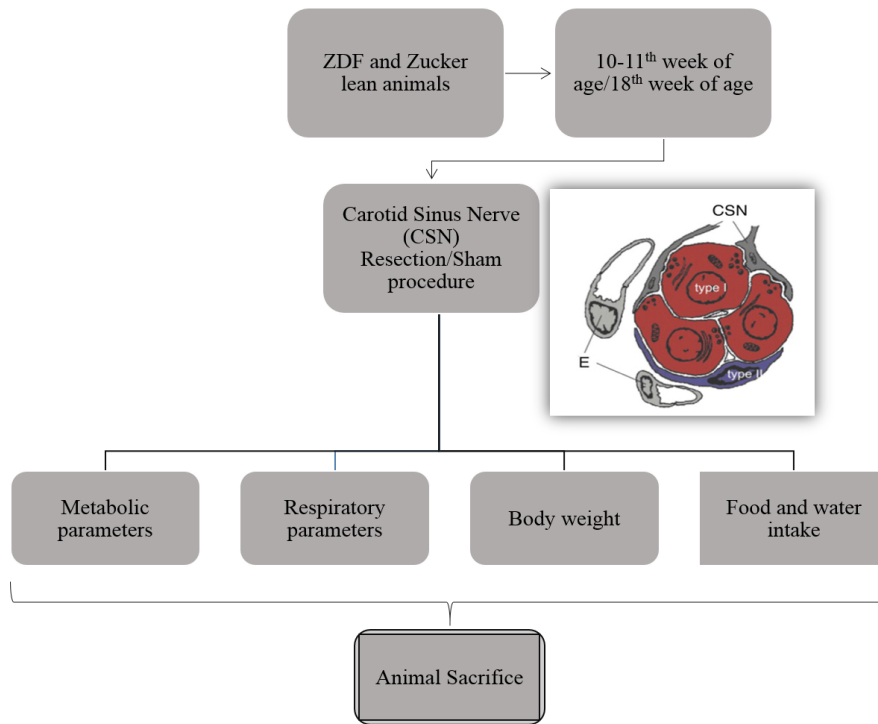 ZDF and Zucker
lean animals
10-11th week of
age/18th week of age
Carotid Sinus Nerve
(CSN)
Resection/Sham
procedure
CSN
type I
E
type II
Metabolic
parameters
Respiratory
parameters
Body weight
Food and water
intake
Animal Sacrifice